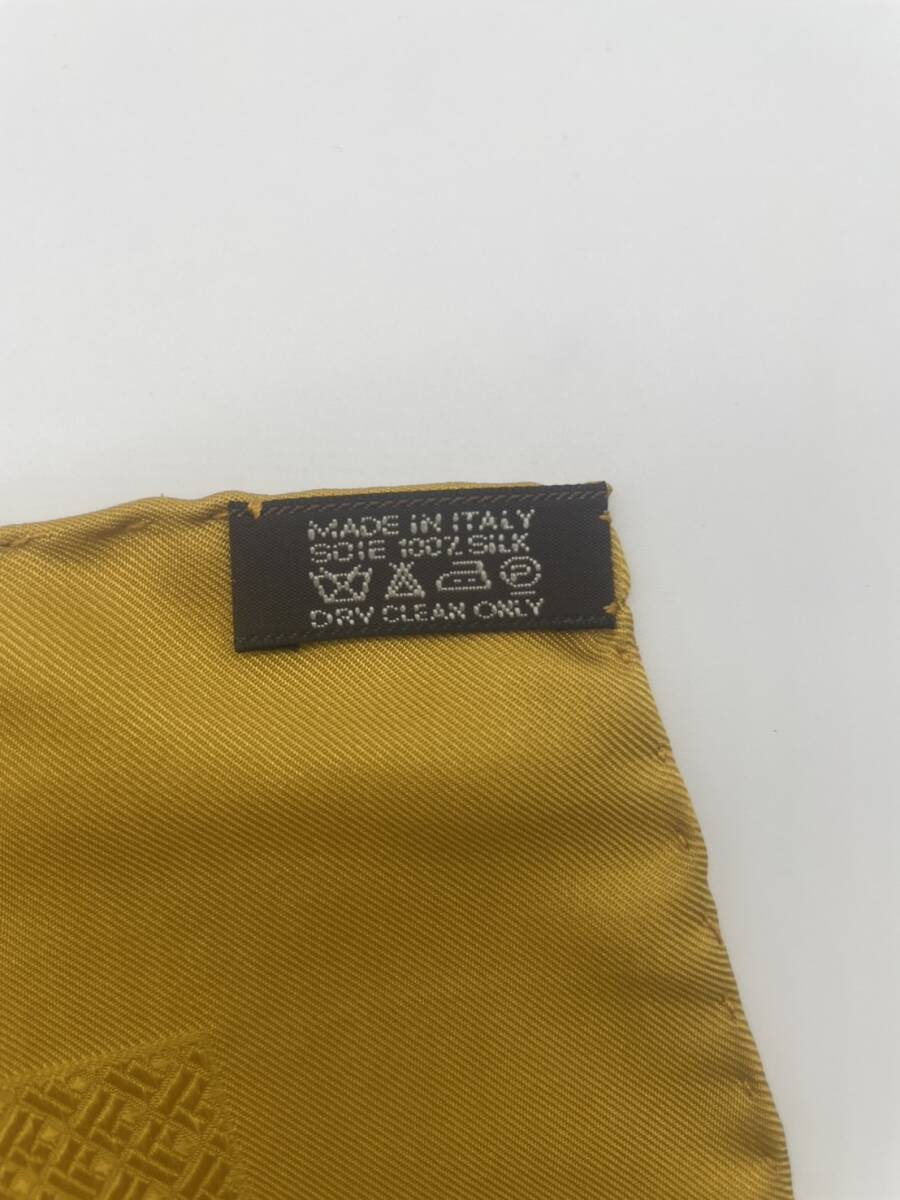 MADE IN ITALY
SOIE 100% SILK
P
DRY CLEAN ONLY